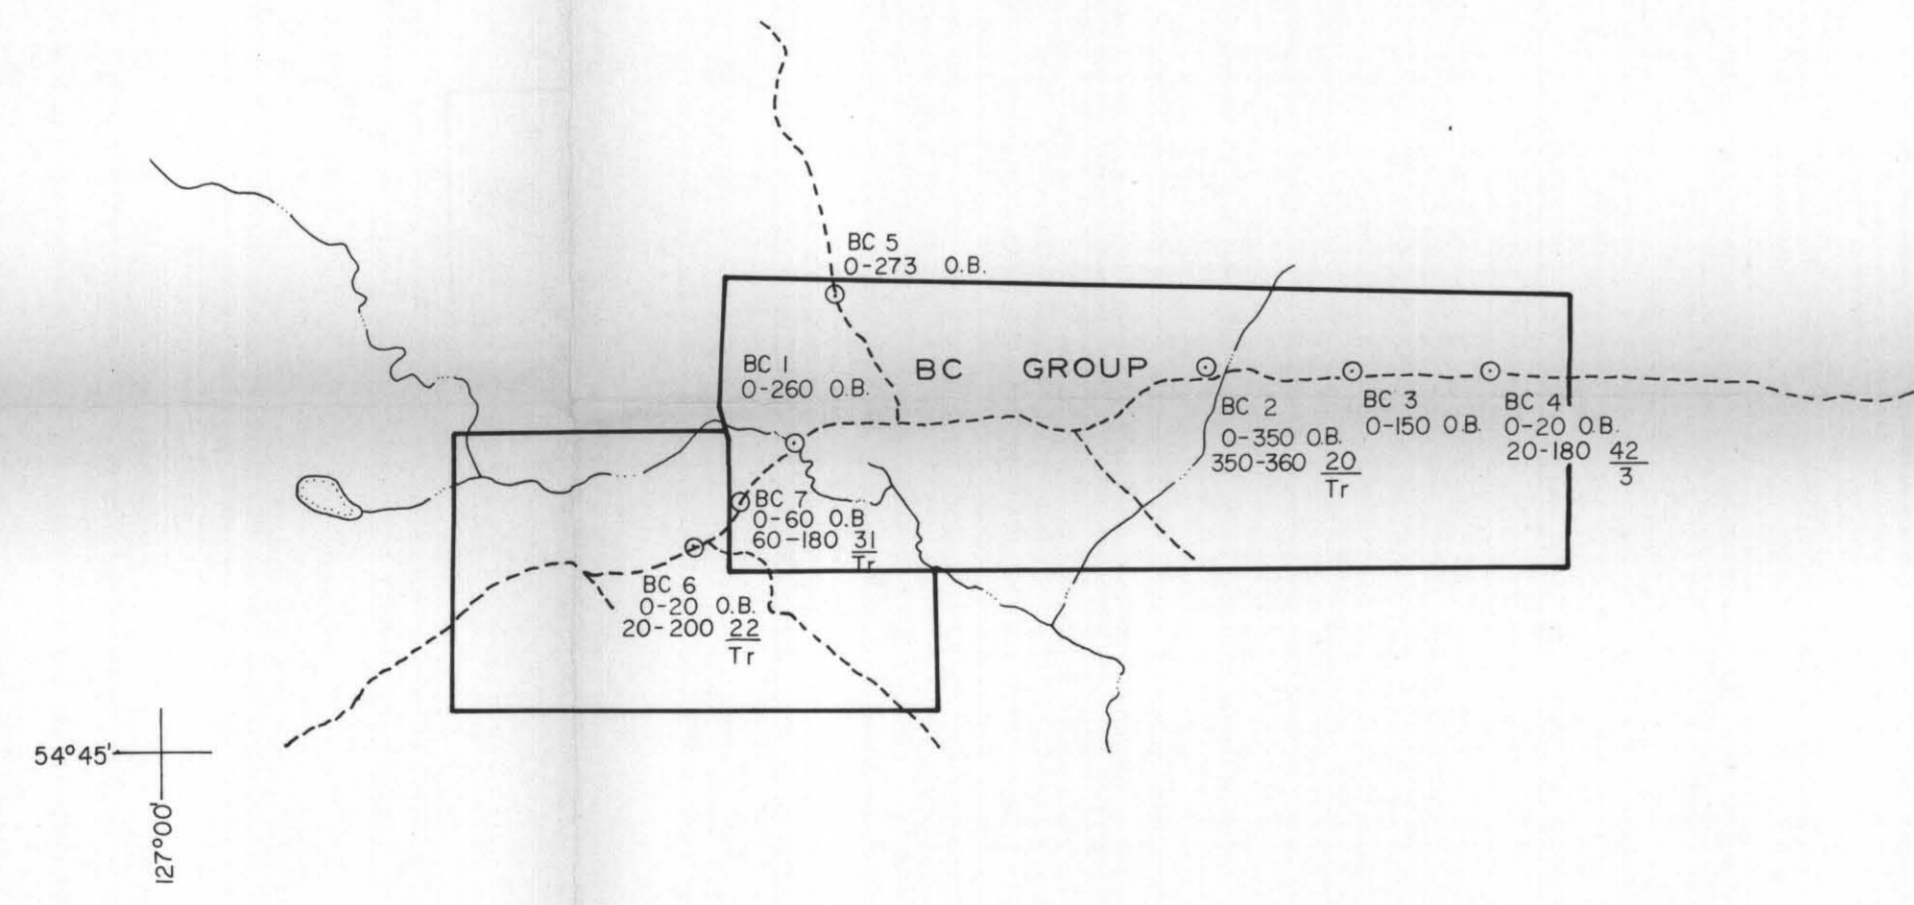 BC 5
0-273 O.B.
BC 1
0-260 O.B.
BC GROUP
BC 2
0-350 O.B.
350-360 20
Tr
BC 3
0-150 O.B.
BC 4
0-20 O.B.
20-180 42
3
BC 7
0-60 O.B
60-180 31
Tr
BC 6
0-20 O.B.
20-200 22
Tr
54°45'
127°00'